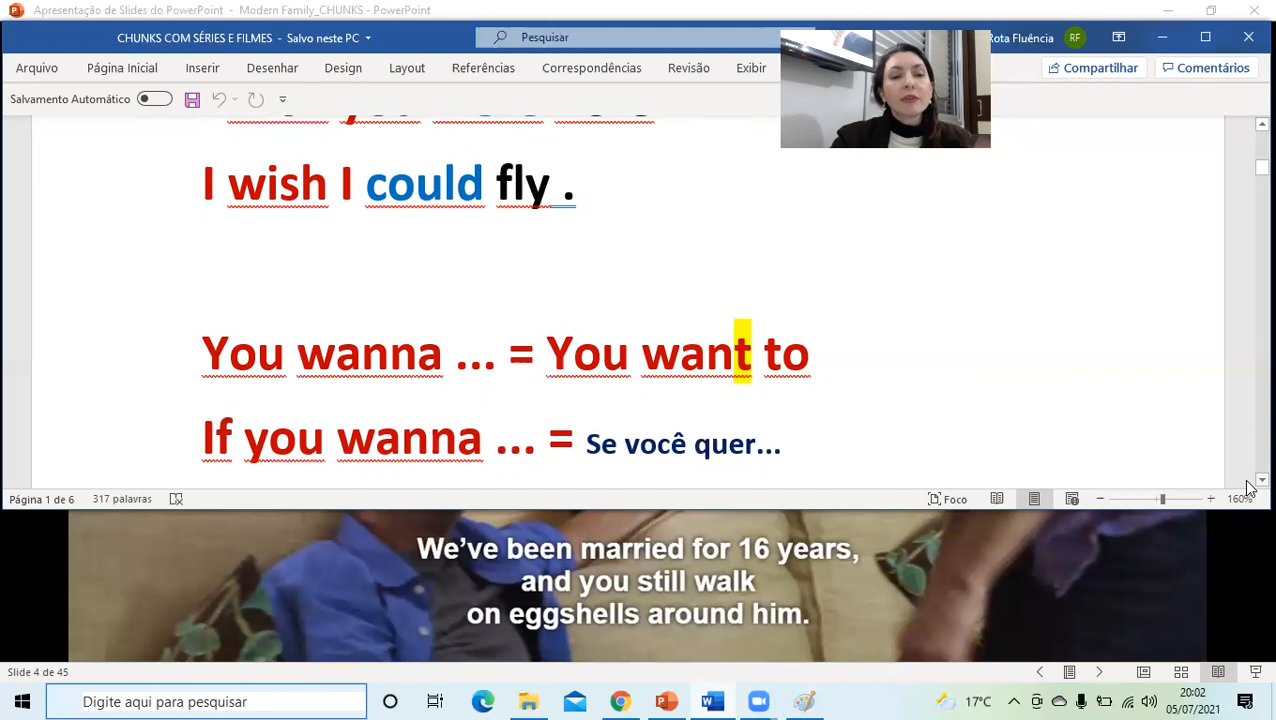 Apresentação de Slides do PowerPoint - Modern Family_CHUNKS - PowerPoint
CHUNKS COM SÉRIES E FILMES - Salvo neste PC
Pesquisar
Rota Fluência
RF
Arquivo Página Inicial Inserir Desenhar Design Layout Referências Correspondências Revisão Exibir
Compartilhar Comentários
Salvamento Automático
I wish I could fly .
You wanna ... = You want to
If you wanna ... = Se você quer...
Página 1 de 6 317 palavras
Foco
160%
We've been married for 16 years,
and you still walk
on eggshells around him.
Slide 4 de 45
Digite aqui para pesquisar
17°C
20:02
05/07/2021